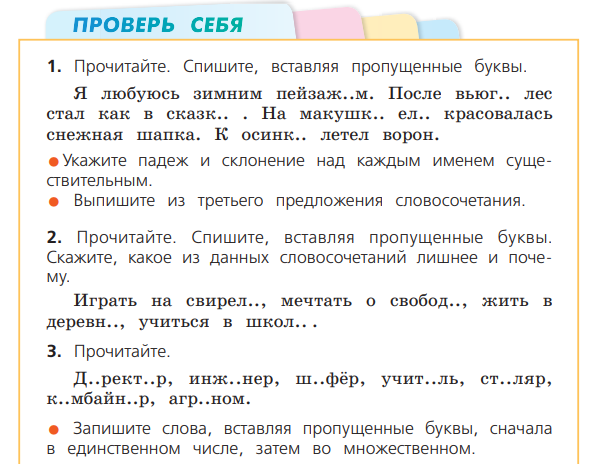 ПРОВЕРЬ СЕБЯ
1. Прочитайте. Спишите, вставляя пропущенные буквы.
Я любуюсь зимним пейзаж..м. После вьюг.. лес
стал как в сказк.. . На макушк.. ел.. красовалась
снежная шапка. К осинк.. летел ворон.
● Укажите падеж и склонение над каждым именем суще-
ствительным.
● Выпишите из третьего предложения словосочетания.
2. Прочитайте. Спишите, вставляя пропущенные буквы.
Скажите, какое из данных словосочетаний лишнее и поче-
му.
Играть на свирел.., мечтать о свобод.., жить в
деревн.., учиться в школ.. .
3. Прочитайте.
Д..рект..р, инж..нер, ш..фёр, учит..ль, ст..ляр,
к..мбайн..р, агр..ном.
● Запишите слова, вставляя пропущенные буквы, сначала
в единственном числе, затем во множественном.